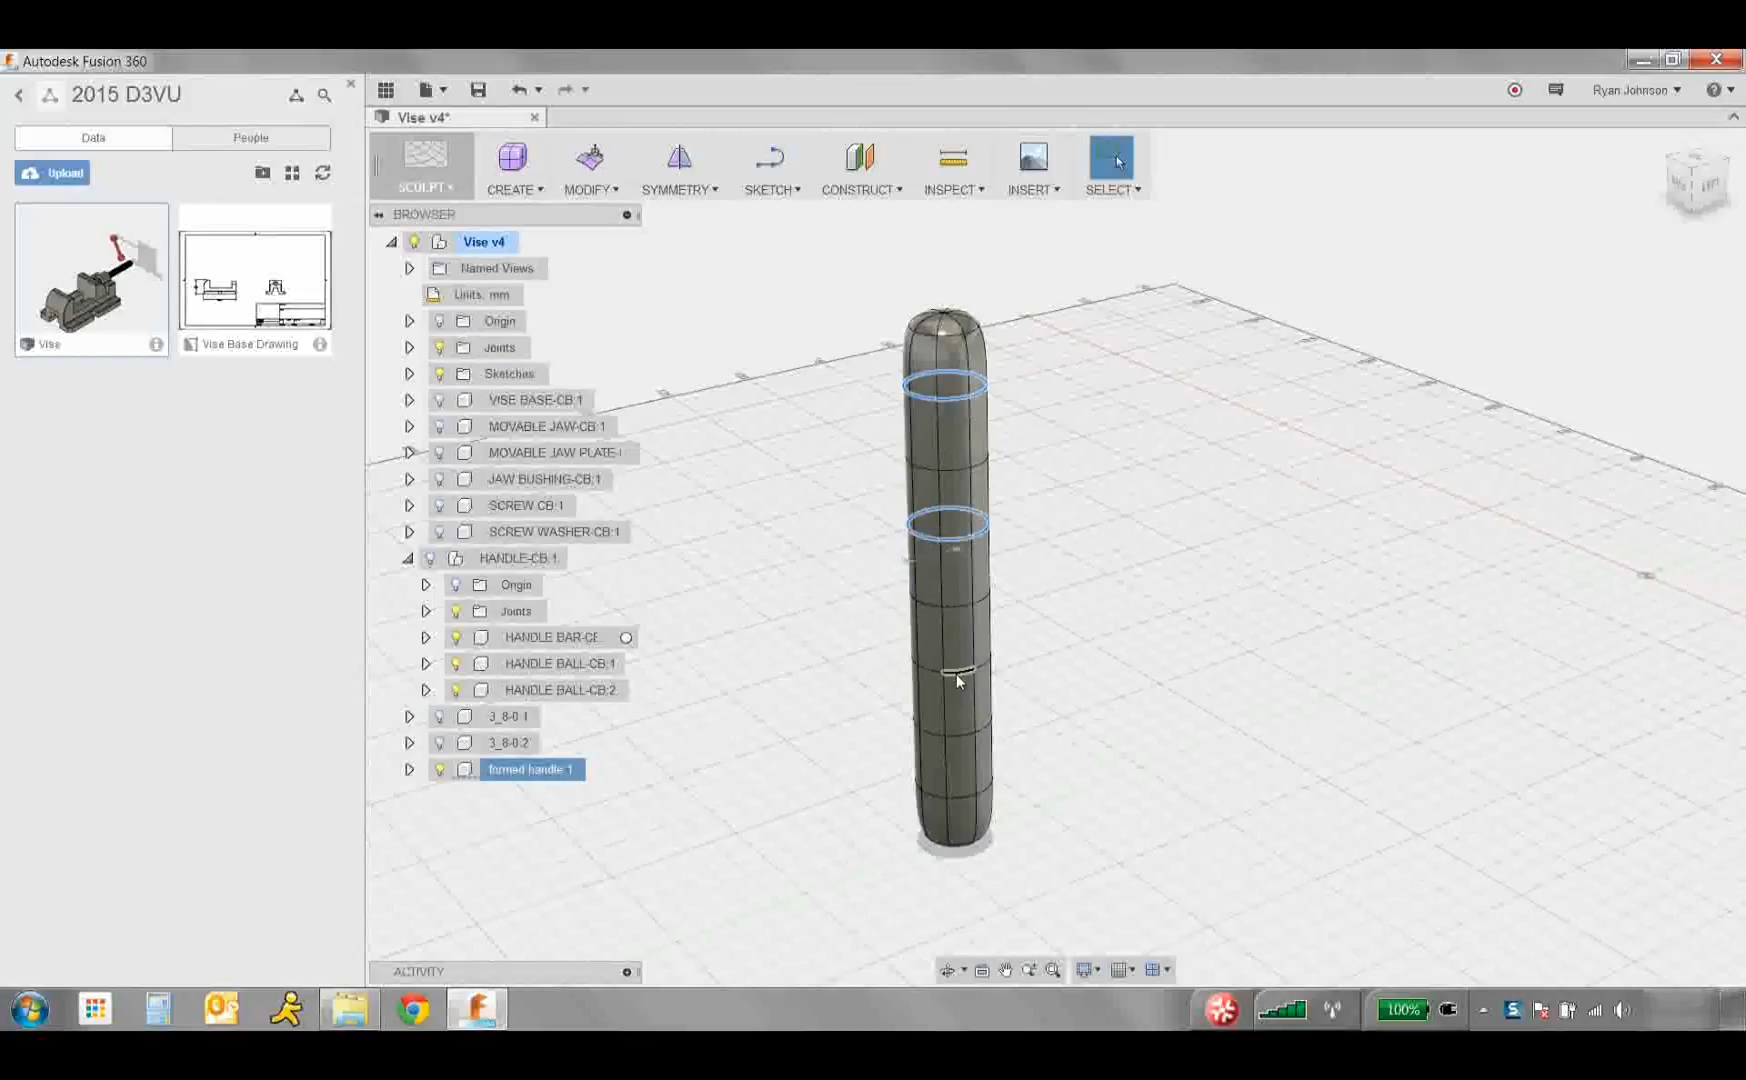 Autodesk Fusion 360
2015 D3VU
Data
People
Upload
Vise
Vise Base Drawing
Ryan Johnson
Vise v4*
SCULPT
CREATE
MODIFY
SYMMETRY
SKETCH
CONSTRUCT
INSPECT
INSERT
SELECT
BROWSER
Vise v4
Named Views
Units: mm
Origin
Joints
Sketches
VISE BASE-CB:1
MOVABLE JAW-CB:1
MOVABLE JAW PLATE-
JAW BUSHING-CB:1
SCREW CB:1
SCREW WASHER-CB:1
HANDLE-CB:1
Origin
Joints
HANDLE BAR-CB
HANDLE BALL-CB:1
HANDLE BALL-CB:2
3_8-0:1
3_8-0:2
formed handle:1
ACTIVITY
100%